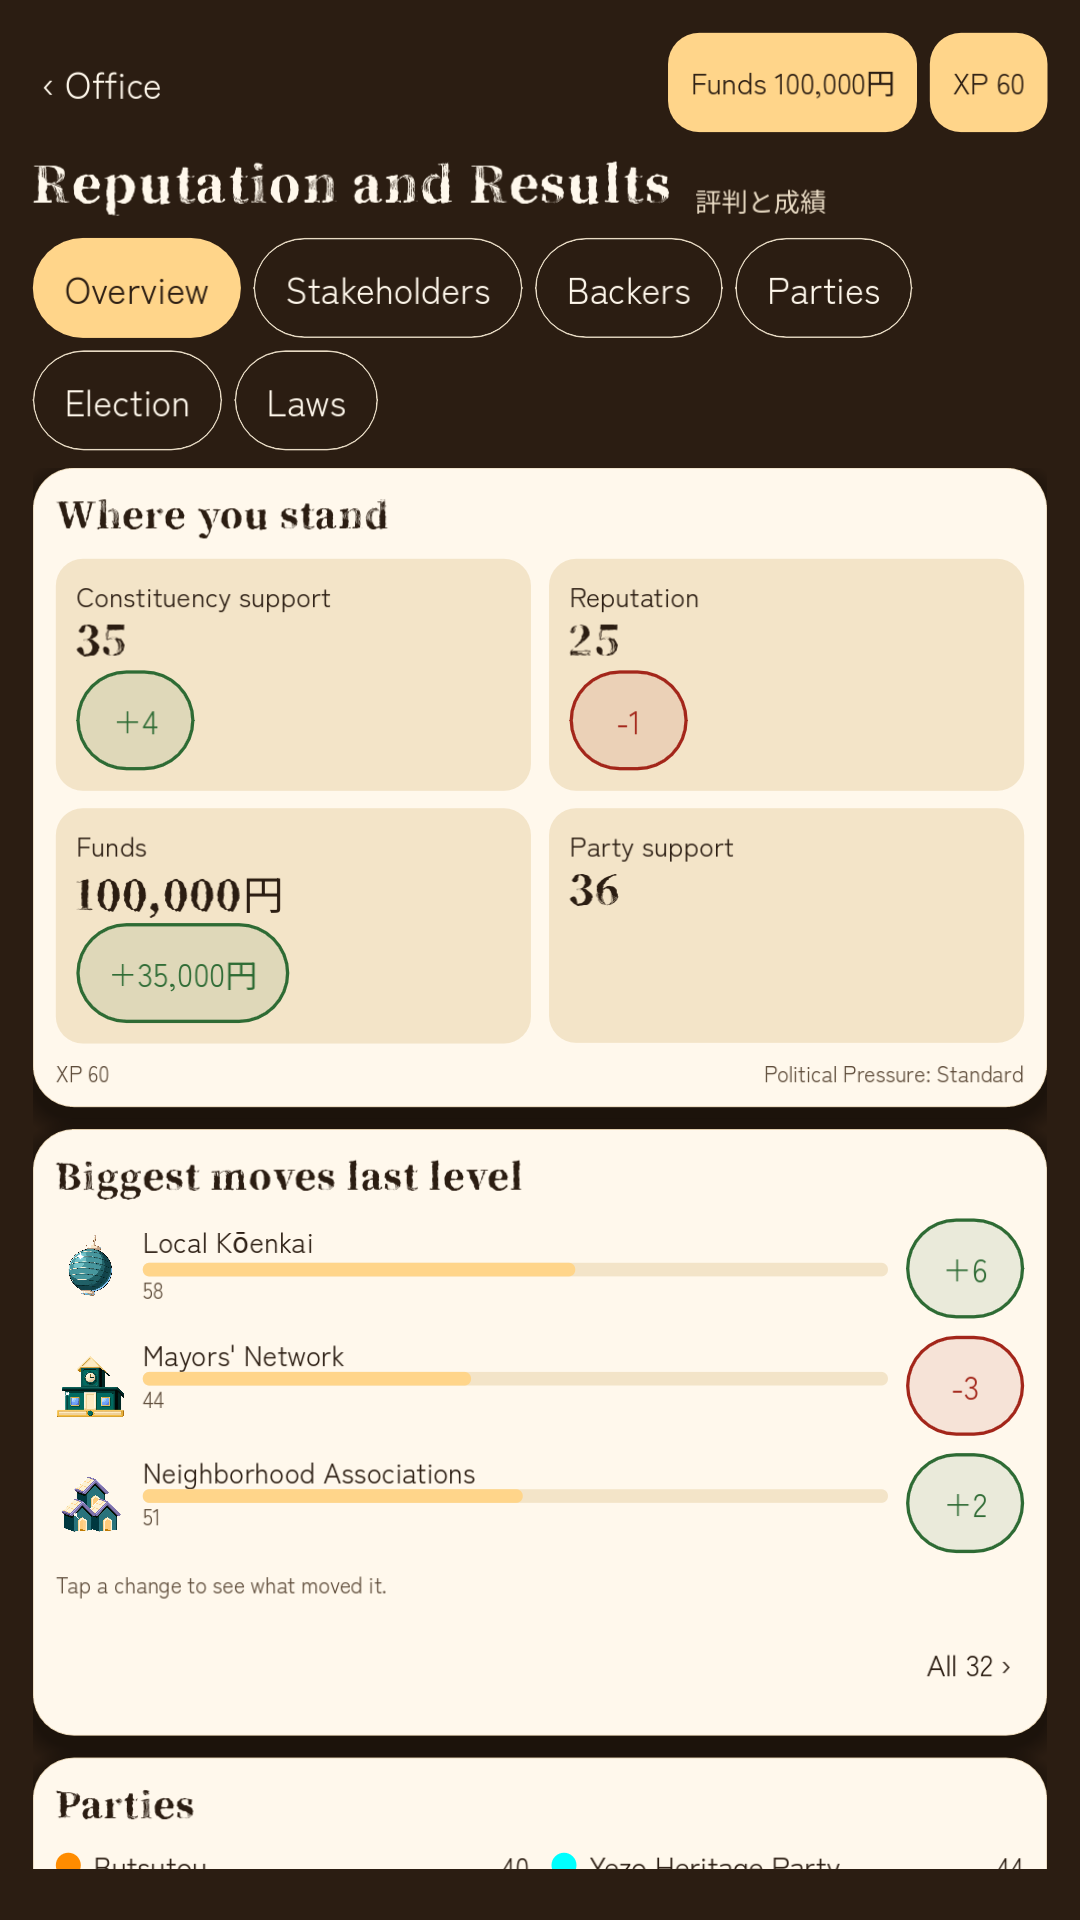 ‹ Office
Funds 100,000円
XP 60
Reputation and Results 評判と成績
Overview
Stakeholders
Backers
Parties
Election
Laws
Where you stand
Constituency support
35
+4
Reputation
25
-1
Funds
100,000円
+35,000円
Party support
36
XP 60
Political Pressure: Standard
Biggest moves last level
Local Kōenkai
58
+6
Mayors' Network
44
-3
Neighborhood Associations
51
+2
Tap a change to see what moved it.
All 32 ›
Parties
Yezo Heritage Party